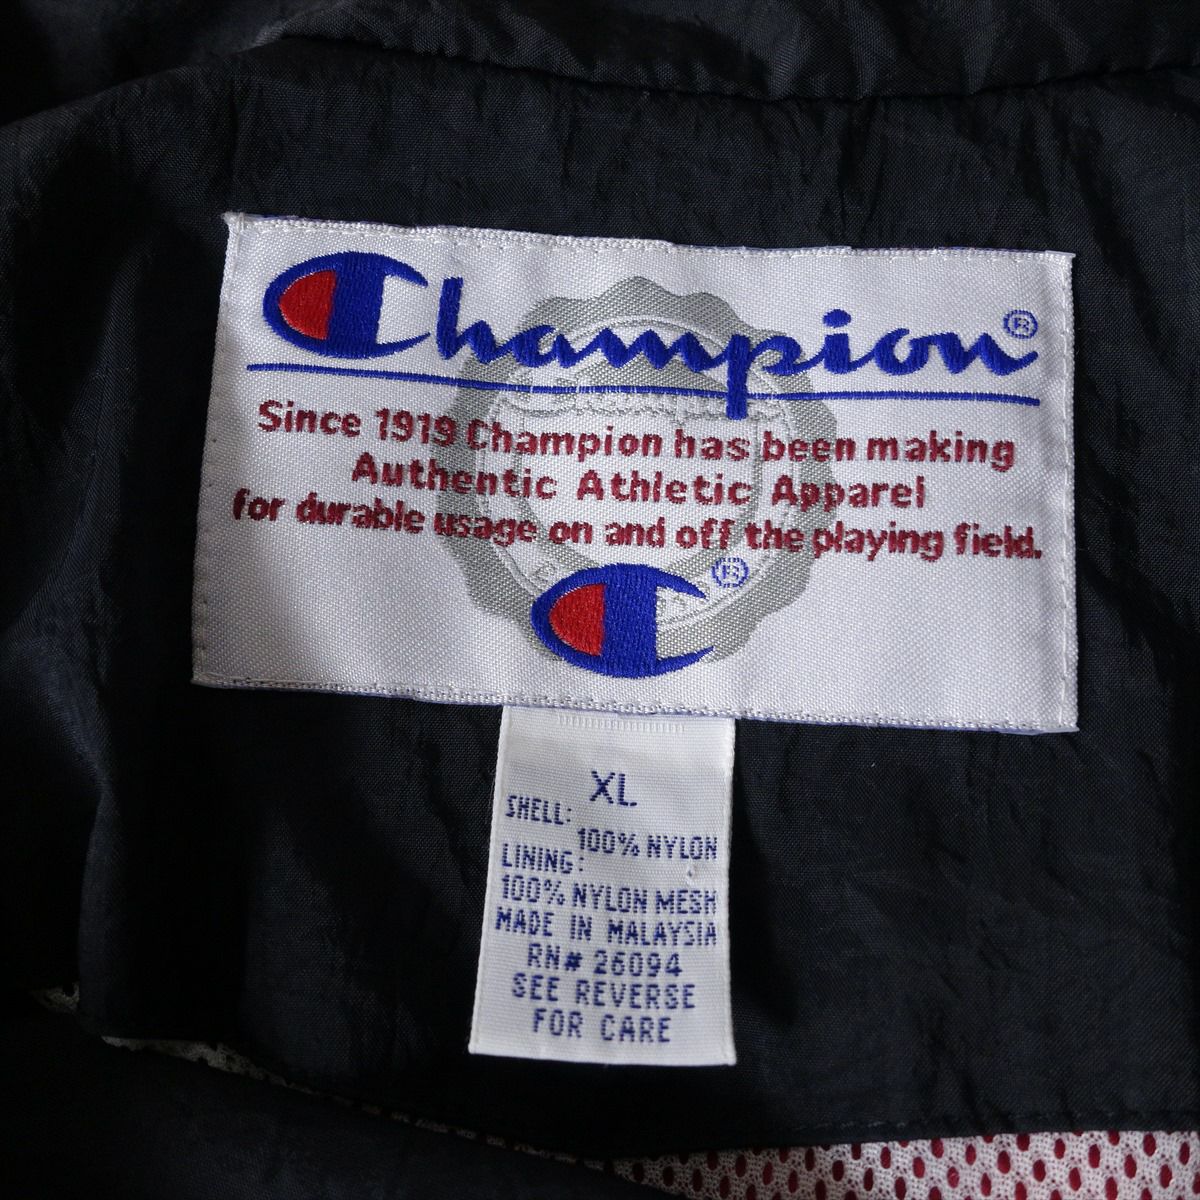 Champion®
Since 1919 Champion has been making
Authentic Athletic Apparel
for durable usage on and off the playing field.
®
XL
SHELL:
100% NYLON
LINING:
100% NYLON MESH
MADE IN MALAYSIA
RN# 26094
SEE REVERSE
FOR CARE